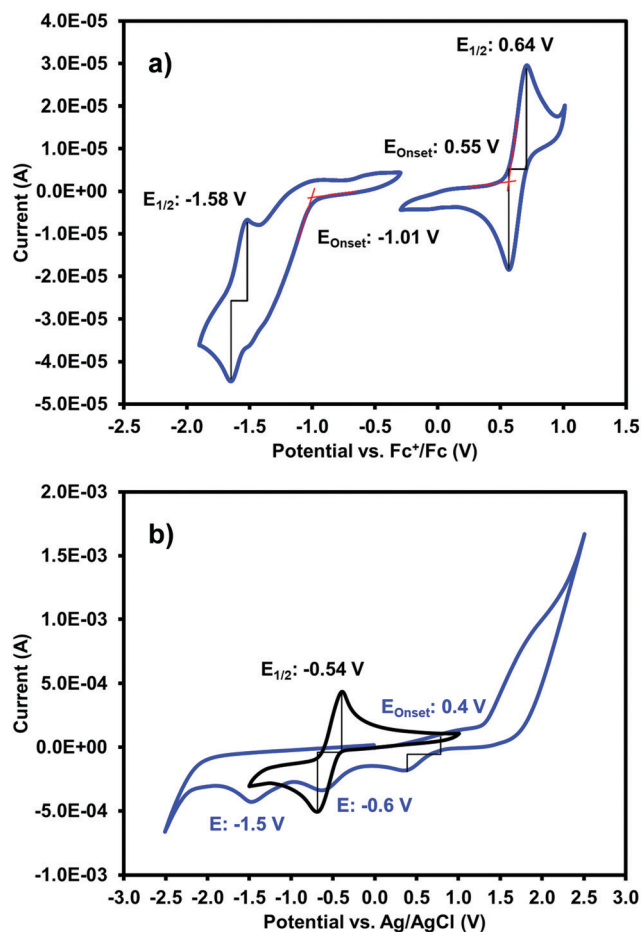 4.0E-05
3.0E-05
2.0E-05
1.0E-05
0.0E+00
-1.0E-05
-2.0E-05
-3.0E-05
-4.0E-05
-5.0E-05
Current (A)
a)
E1/2: 0.64 V
EOnset: 0.55 V
E1/2: -1.58 V
EOnset: -1.01 V
-2.5 -2.0 -1.5 -1.0 -0.5 0.0 0.5 1.0 1.5
Potential vs. Fc⁺/Fc (V)
2.0E-03
1.5E-03
1.0E-03
5.0E-04
0.0E+00
-5.0E-04
-1.0E-03
Current (A)
b)
E1/2: -0.54 V
EOnset: 0.4 V
E: -0.6 V
E: -1.5 V
-3.0 -2.5 -2.0 -1.5 -1.0 -0.5 0.0 0.5 1.0 1.5 2.0 2.5 3.0
Potential vs. Ag/AgCl (V)